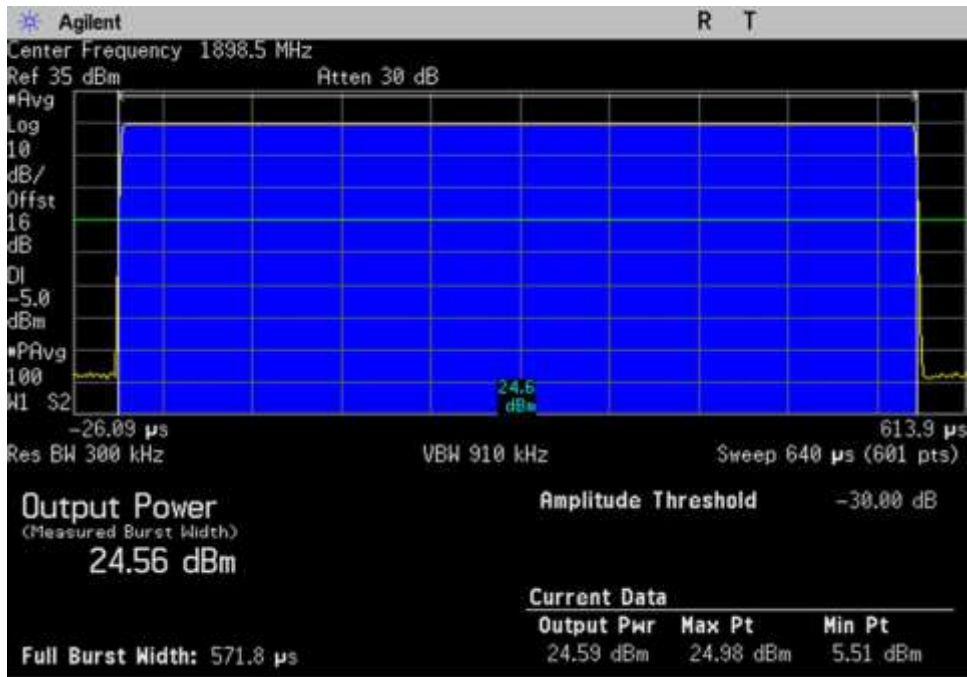 Agilent R T
Center Frequency 1898.5 MHz
Ref 35 dBm Atten 30 dB
#Avg
Log
10
dB/
Offst
16
dB
DI
-5.0
dBm
#PAvg
100
W1 S2
24.6
dBm
-26.09 µs 613.9 µs
Res BW 300 kHz VBW 910 kHz Sweep 640 µs (601 pts)
Output Power
(Measured Burst Width)
24.56 dBm
Amplitude Threshold -30.00 dB
Current Data
Output Pwr Max Pt Min Pt
24.59 dBm 24.98 dBm 5.51 dBm
Full Burst Width: 571.8 µs